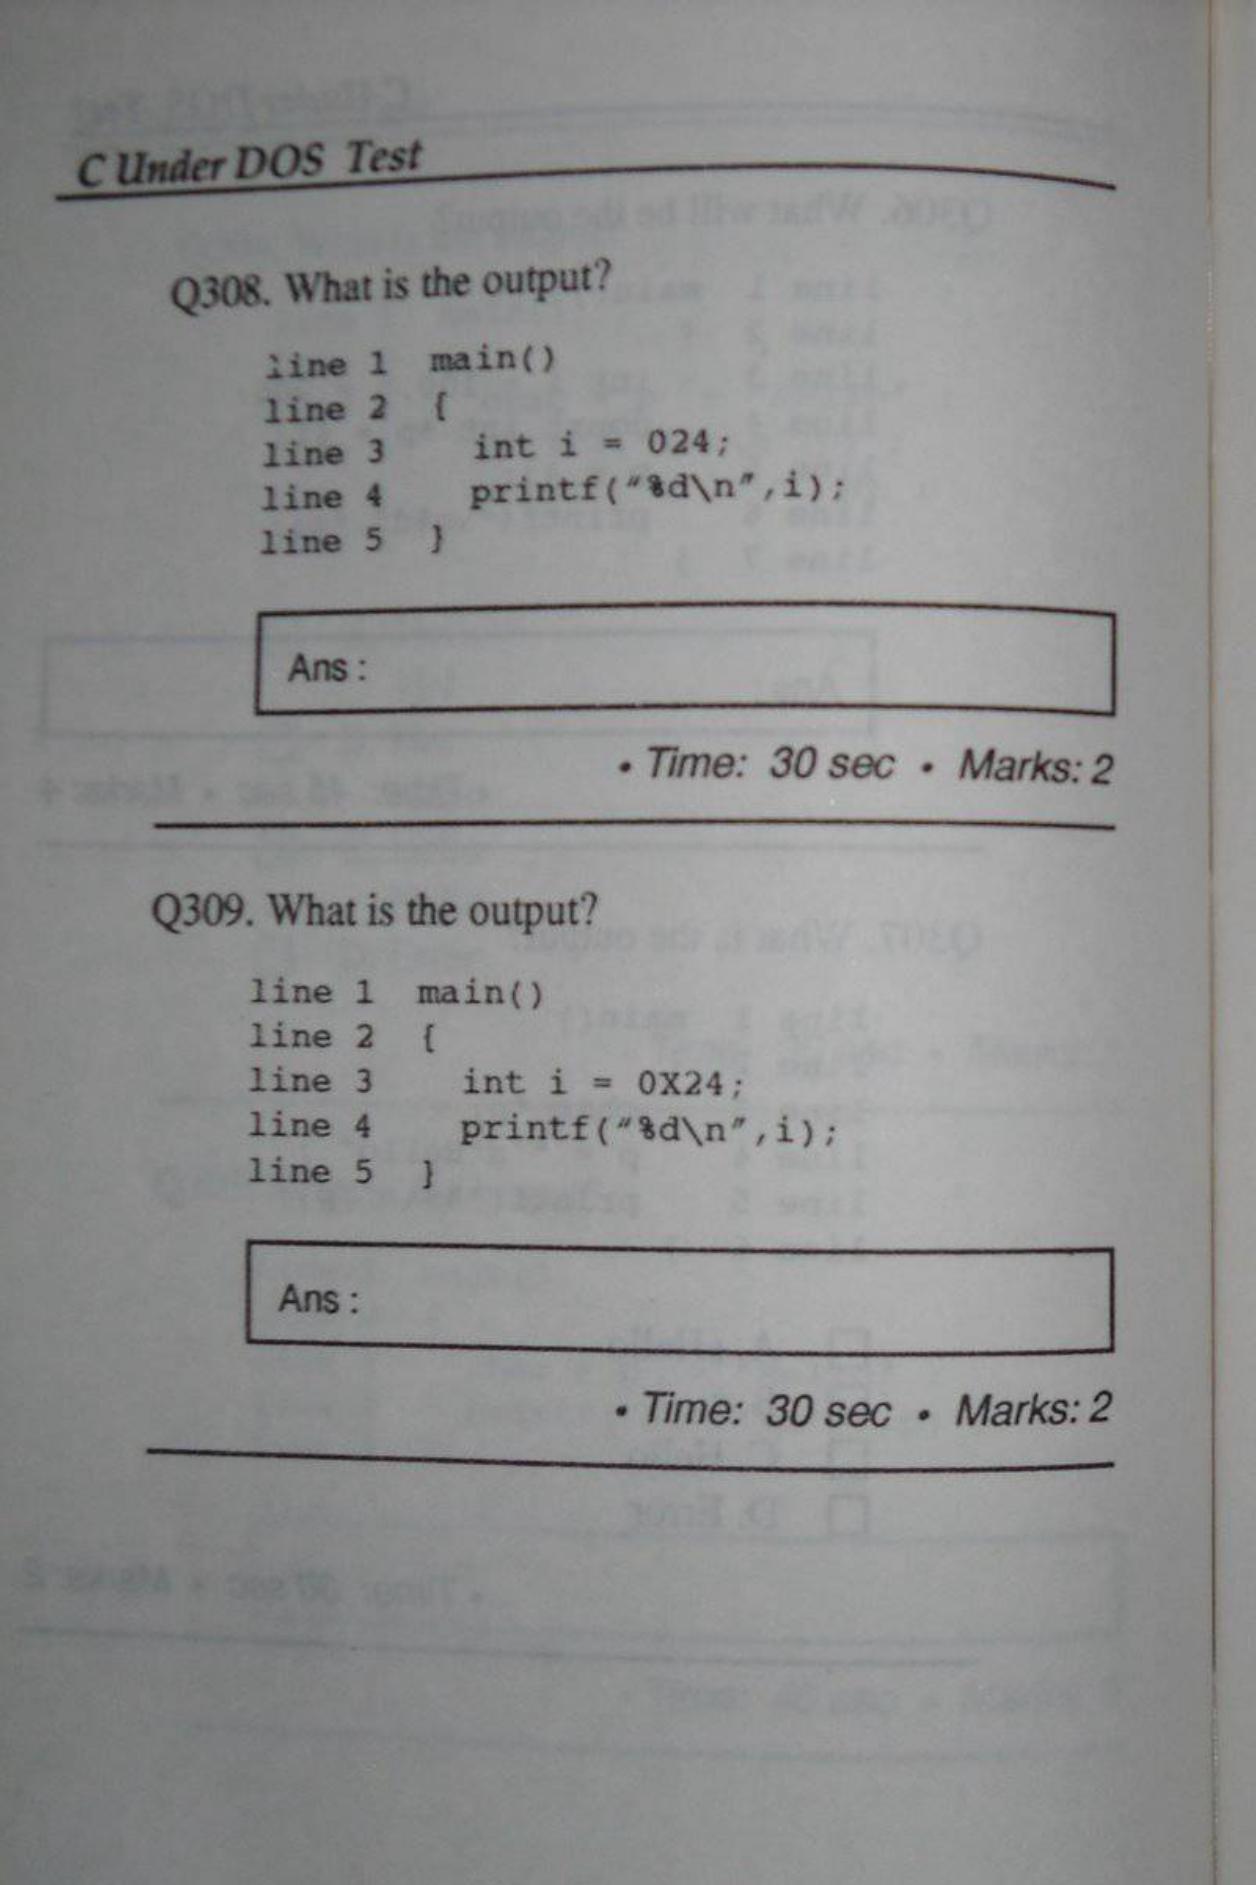 C Under DOS Test
Q308. What is the output?
line 1 main()
line 2 {
line 3 int i = 024;
line 4 printf("%d\n",i);
line 5 }
Ans :
• Time: 30 sec • Marks: 2
Q309. What is the output?
line 1 main()
line 2 {
line 3 int i = 0X24;
line 4 printf("%d\n",i);
line 5 }
Ans :
• Time: 30 sec • Marks: 2